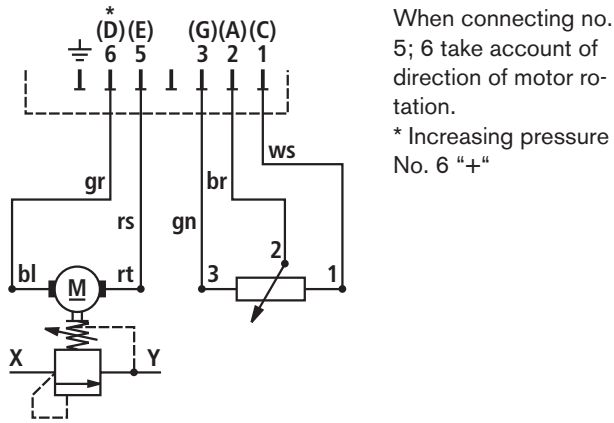 *
(D)(E) (G)(A)(C)
6 5 3 2 1
ws
gr br
rs gn
2
bl M rt 3 1
X Y
When connecting no.
5; 6 take account of
direction of motor ro-
tation.
* Increasing pressure
No. 6 “+“